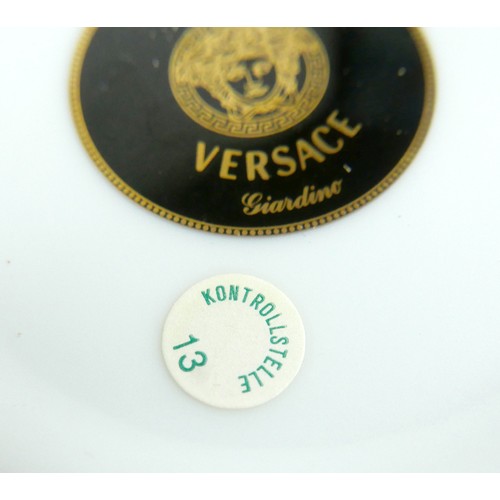 VERSACE
Giardino
KONTROLLSTELLE
13